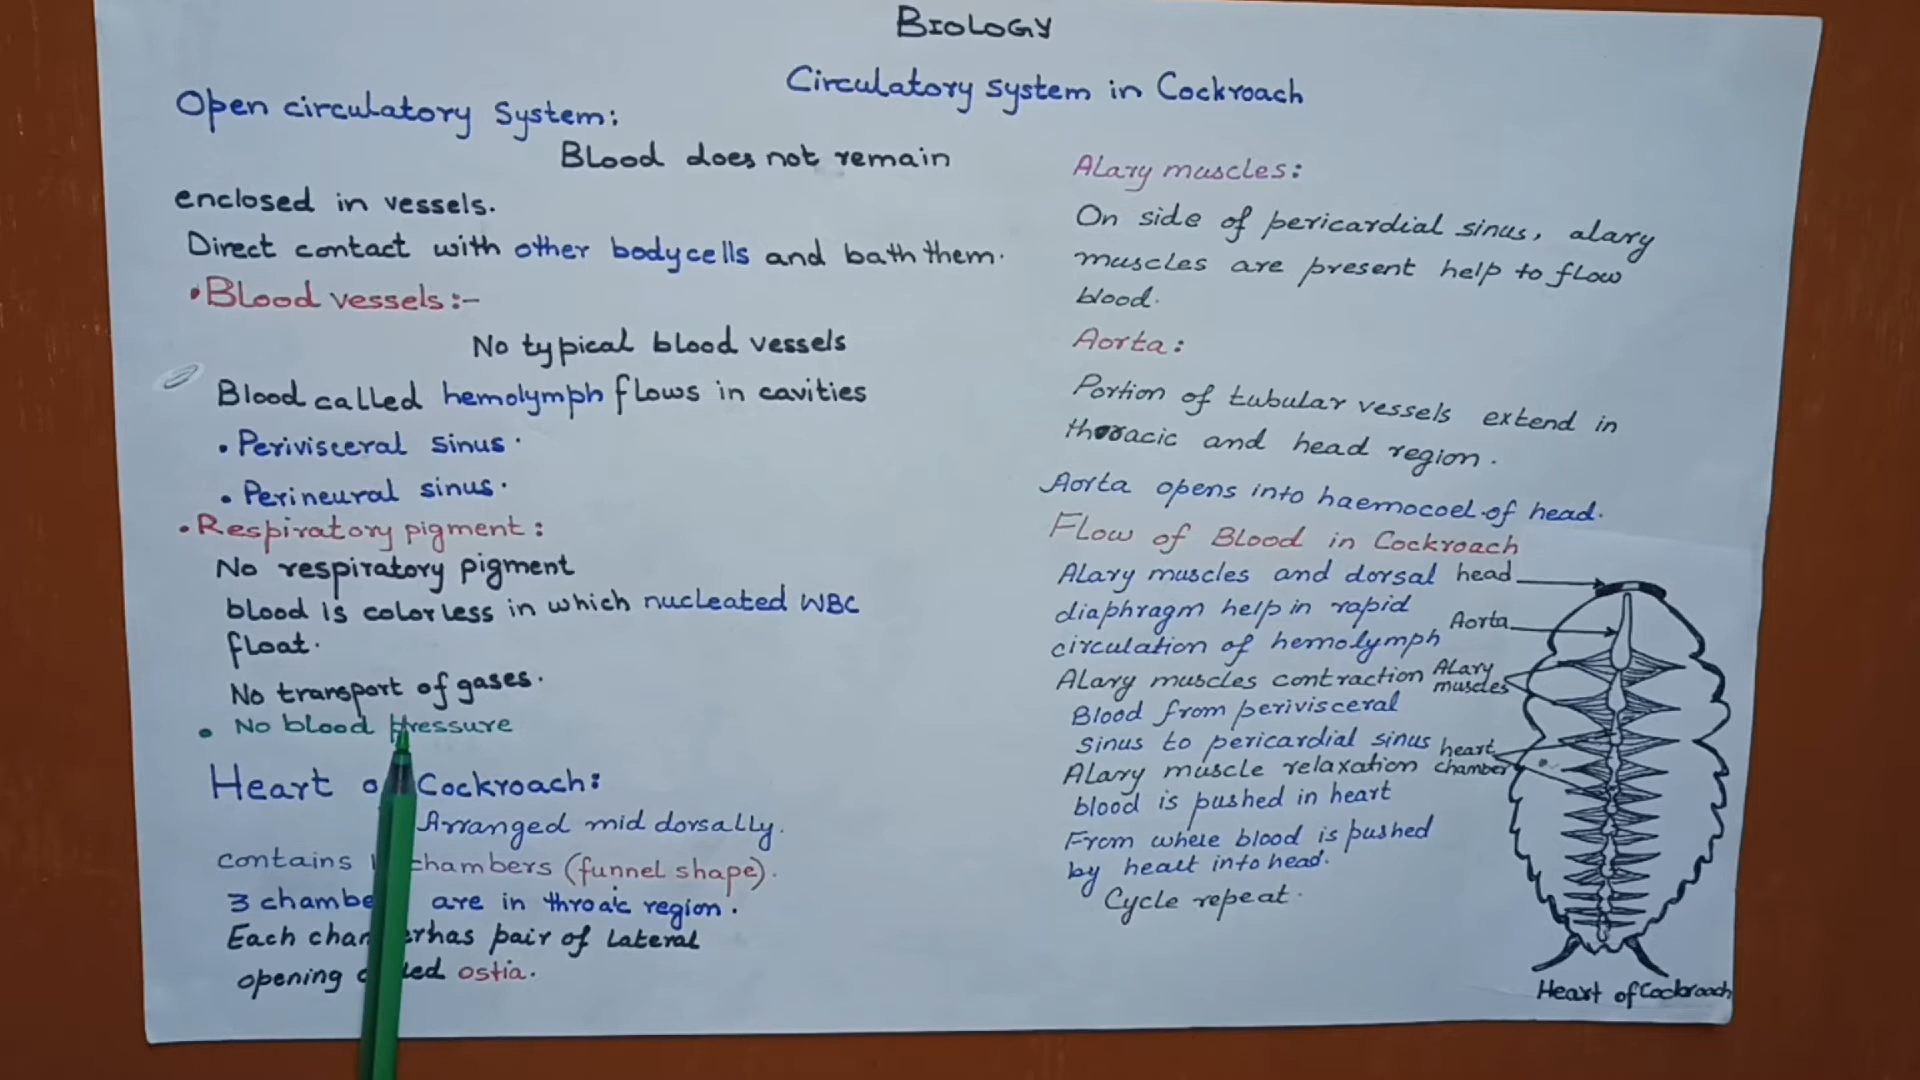 BIOLOGY
Circulatory system in Cockroach
Open circulatory System:
Blood does not remain
enclosed in vessels.
Direct contact with other bodycells and bath them.
• Blood vessels:-
No typical blood vessels
Blood called hemolymph flows in cavities
• Perivisceral sinus.
• Perineural sinus.
• Respiratory pigment:
No respiratory pigment
blood is colorless in which nucleated WBC
float.
No transport of gases.
• No blood pressure
Heart Cockroach:
Arranged mid dorsally.
contains chambers (funnel shape).
3 are in throaic region.
Each has pair of lateral
opening ostia.
Alary muscles:
On side of pericardial sinus, alary
muscles are present help to flow
blood.
Aorta:
Portion of tubular vessels extend in
thoracic and head region.
Aorta opens into haemocoel of head.
Flow of Blood in Cockroach
Alary muscles and dorsal
diaphragm help in rapid
circulation of hemolymph
Alary muscles contraction
Blood from perivisceral
sinus to pericardial sinus
Alary muscle relaxation
blood is pushed in heart
From where blood is pushed
by heart into head.
Cycle repeat.
head
Aorta
Alary
muscles
heart
chamber
Heart of Cockroach